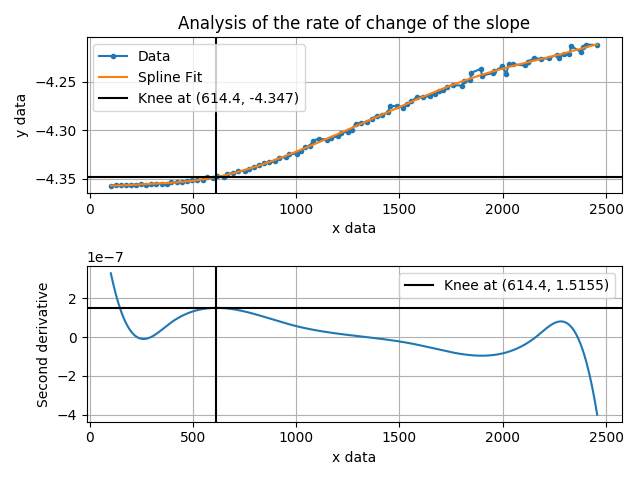 Analysis of the rate of change of the slope
Data
Spline Fit
Knee at (614.4, -4.347)
−4.25
−4.30
−4.35
y data
0
500
1000
1500
2000
2500
x data
1e−7
Knee at (614.4, 1.5155)
2
0
−2
−4
Second derivative
0
500
1000
1500
2000
2500
x data